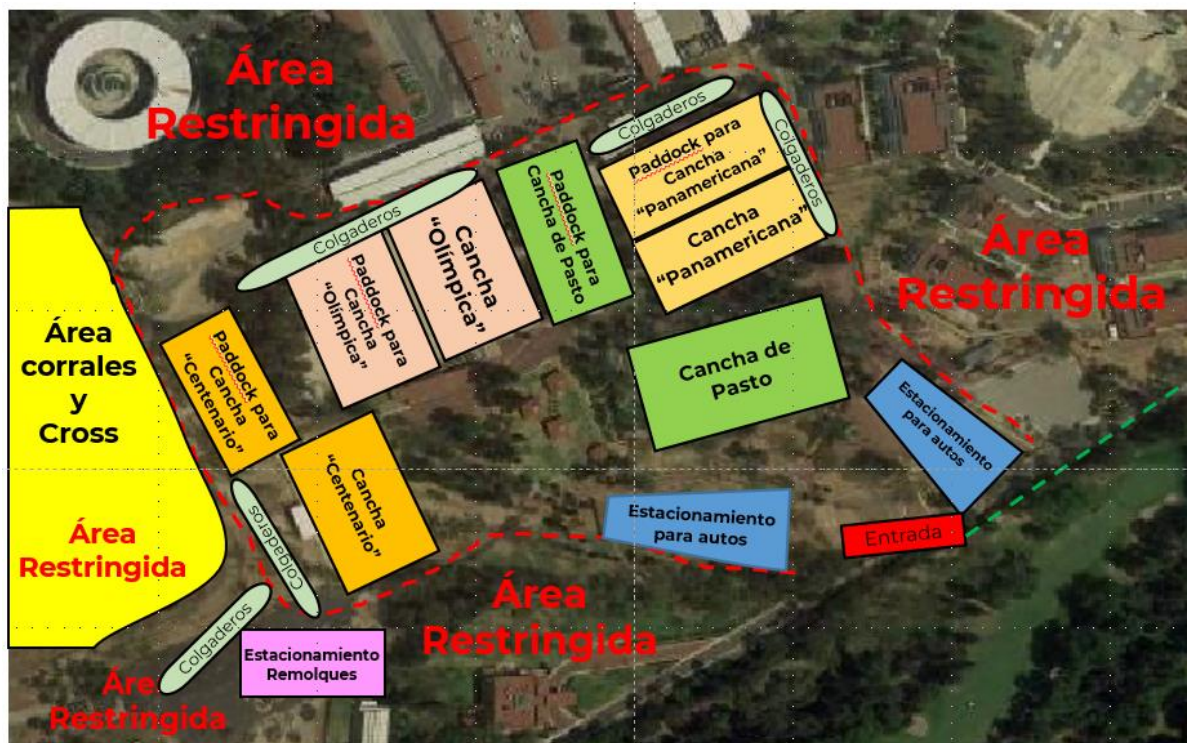 Área
Restringida
Colgaderos
Colgaderos
Paddock para
Cancha
“Panamericana”
Cancha
“Panamericana”
Paddock para
Cancha de Pasto
Colgaderos
Cancha
“Olímpica”
Paddock para
Cancha
“Olímpica”
Área
Restringida
Área
corrales
y
Cross
Paddock para
Cancha
“Centenario”
Cancha de
Pasto
Estacionamiento
para autos
Cancha
“Centenario”
Estacionamiento
para autos
Entrada
Área
Restringida
Colgaderos
Área
Restringida
Colgaderos
Estacionamiento
Remolques
Áre
Restringida